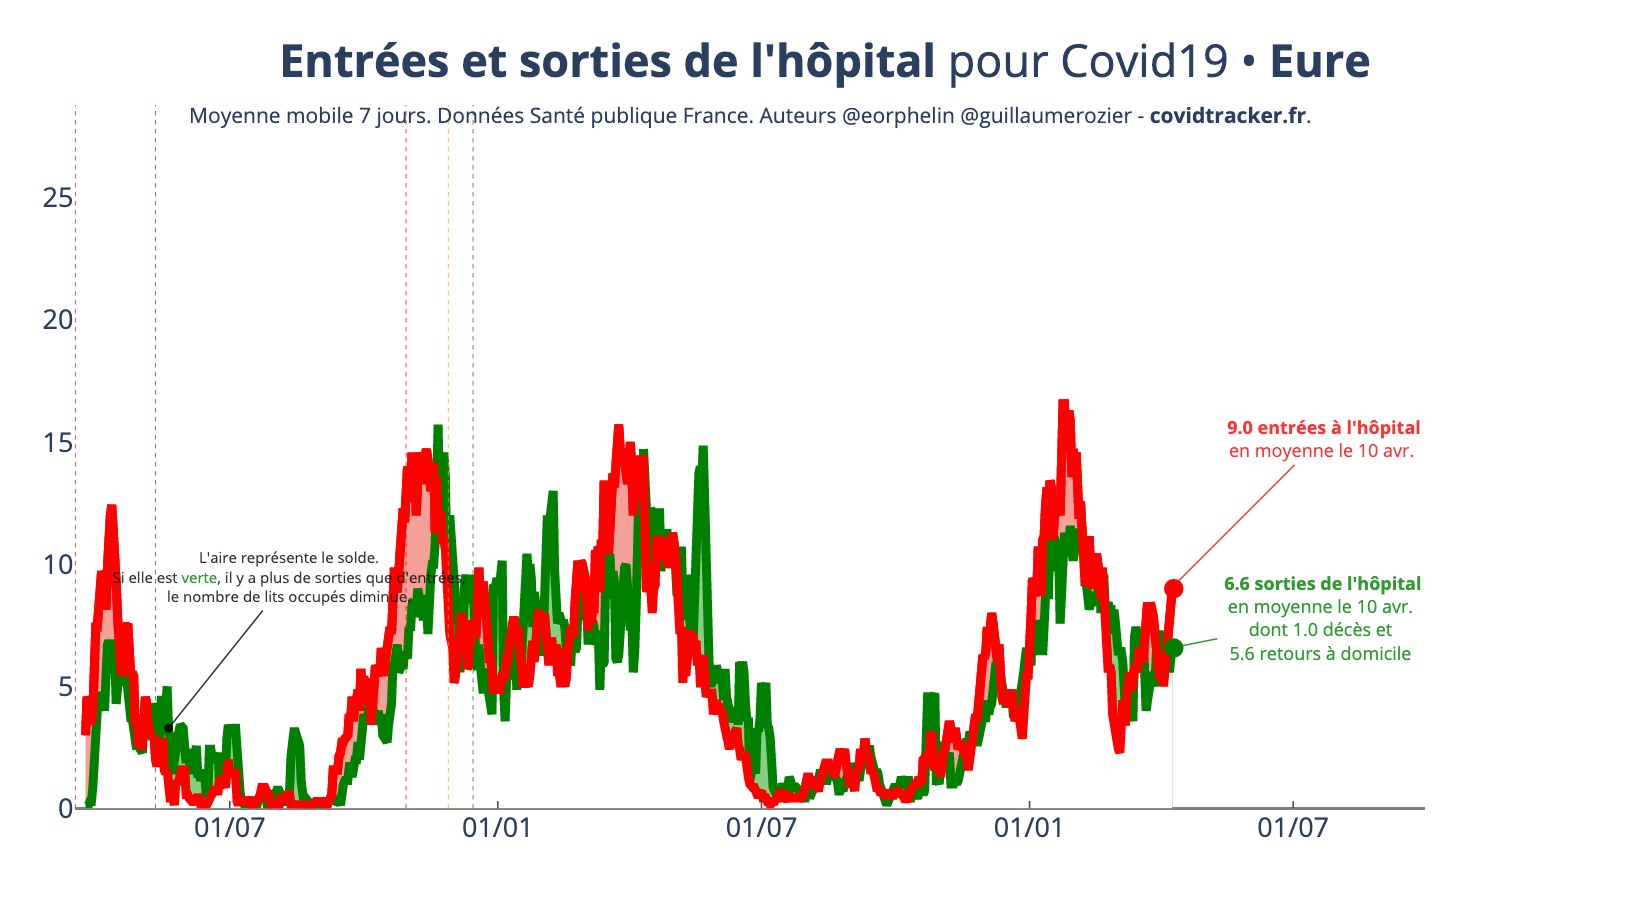 Entrées et sorties de l'hôpital pour Covid19 • Eure
Moyenne mobile 7 jours. Données Santé publique France. Auteurs @eorphelin @guillaumerozier - covidtracker.fr.
25
20
15
10
5
0
L'aire représente le solde.
Si elle est verte, il y a plus de sorties que d'entrées,
le nombre de lits occupés diminue.
9.0 entrées à l'hôpital
en moyenne le 10 avr.
6.6 sorties de l'hôpital
en moyenne le 10 avr.
dont 1.0 décès et
5.6 retours à domicile
01/07
01/01
01/07
01/01
01/07